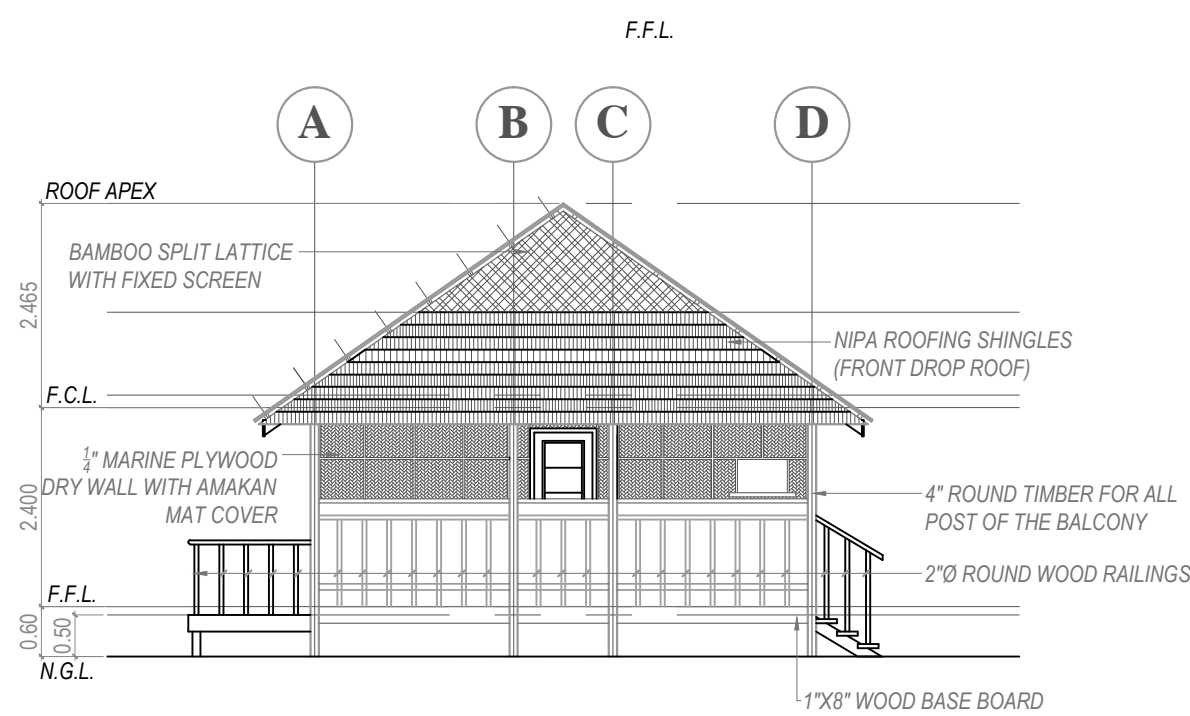 F.F.L.
A B C D
ROOF APEX
BAMBOO SPLIT LATTICE
WITH FIXED SCREEN
2.465
NIPA ROOFING SHINGLES
(FRONT DROP ROOF)
F.C.L.
1/4" MARINE PLYWOOD
DRY WALL WITH AMAKAN
MAT COVER
2.400
4" ROUND TIMBER FOR ALL
POST OF THE BALCONY
2"Ø ROUND WOOD RAILINGS
F.F.L.
0.60
0.50
N.G.L.
1"X8" WOOD BASE BOARD